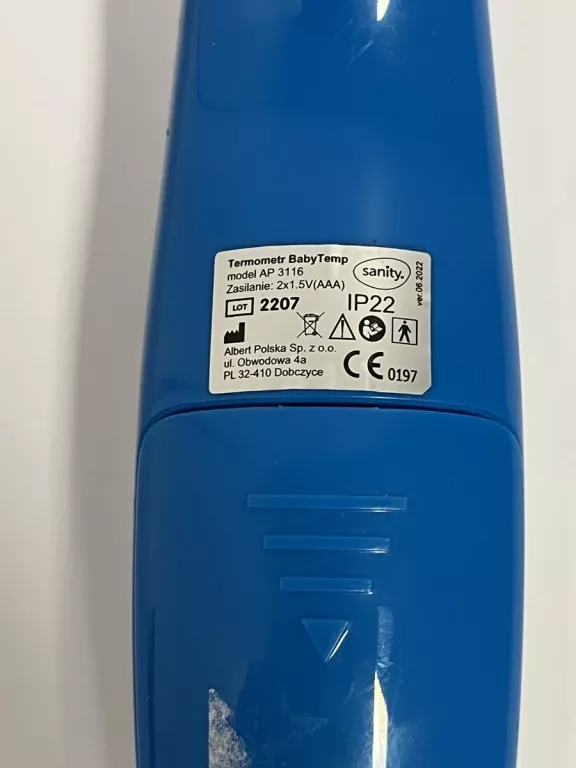 Termometr BabyTemp
model AP 3116
Zasilanie: 2x1.5V(AAA)
sanity.
ver.06.2022
LOT 2207 IP22
Albert Polska Sp. z o.o.
ul. Obwodowa 4a
PL 32-410 Dobczyce
CE 0197